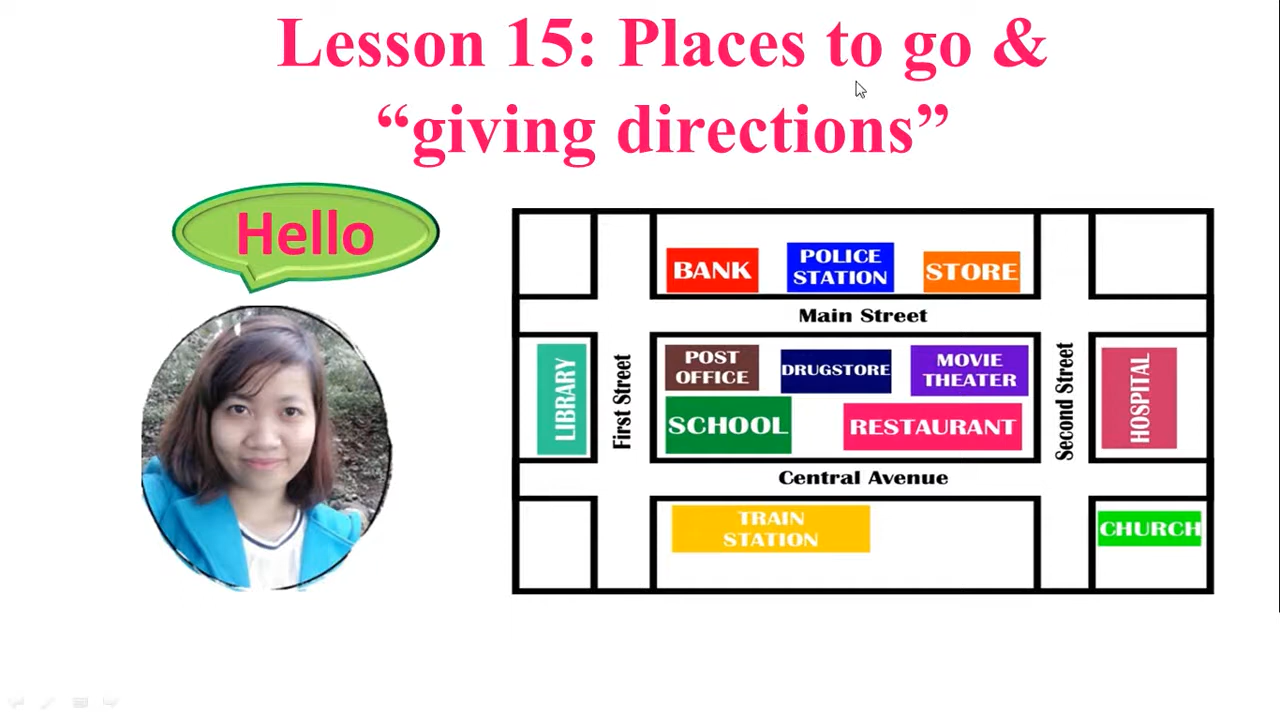 Lesson 15: Places to go &
“giving directions”
Hello
BANK
POLICE
STATION
STORE
Main Street
LIBRARY
First Street
POST
OFFICE
DRUGSTORE
MOVIE
THEATER
SCHOOL
RESTAURANT
Second Street
HOSPITAL
Central Avenue
TRAIN
STATION
CHURCH